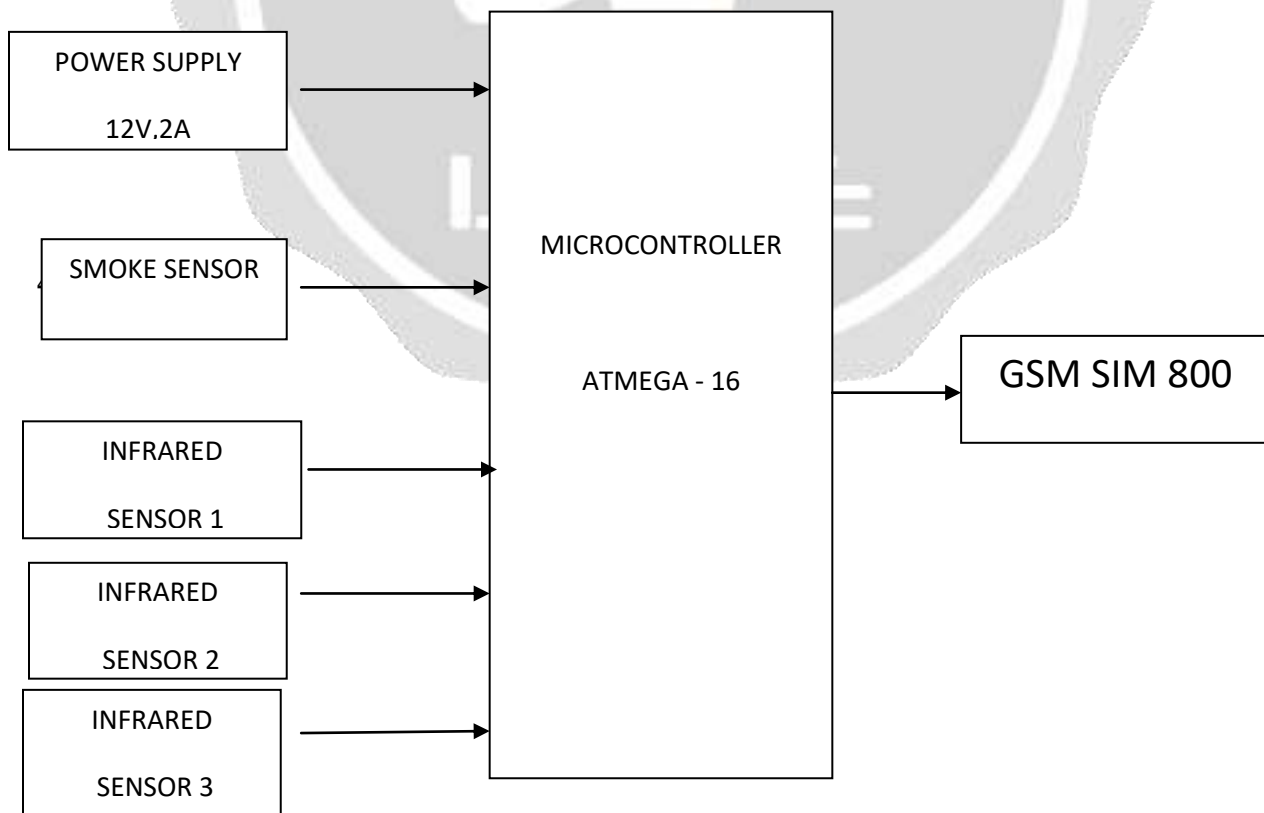 POWER SUPPLY
12V,2A
SMOKE SENSOR
INFRARED
SENSOR 1
INFRARED
SENSOR 2
INFRARED
SENSOR 3
MICROCONTROLLER
ATMEGA - 16
GSM SIM 800